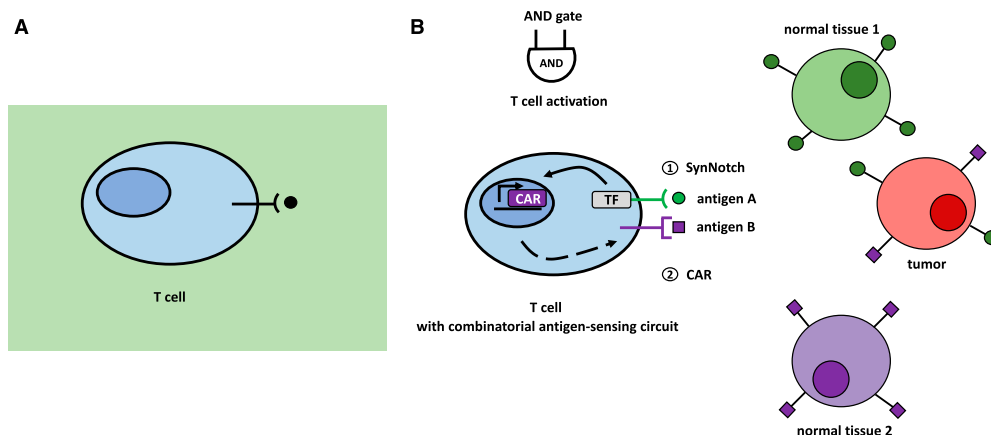 A
T cell
B
AND gate
AND
T cell activation
CAR
TF
① SynNotch
antigen A
antigen B
② CAR
T cell
with combinatorial antigen-sensing circuit
normal tissue 1
tumor
normal tissue 2